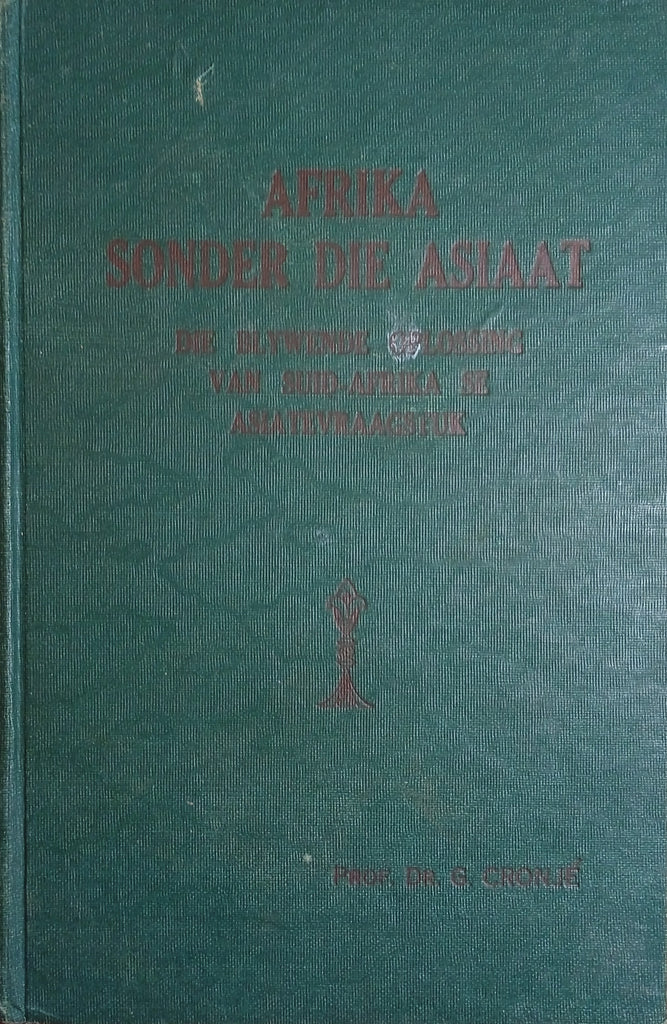 AFRIKA
SONDER DIE ASIAAT
DIE BLYWENDE OPLOSSING
VAN SUID-AFRIKA SE
ASIATEVRAAGSTUK
PROF. DR. G. CRONJÉ